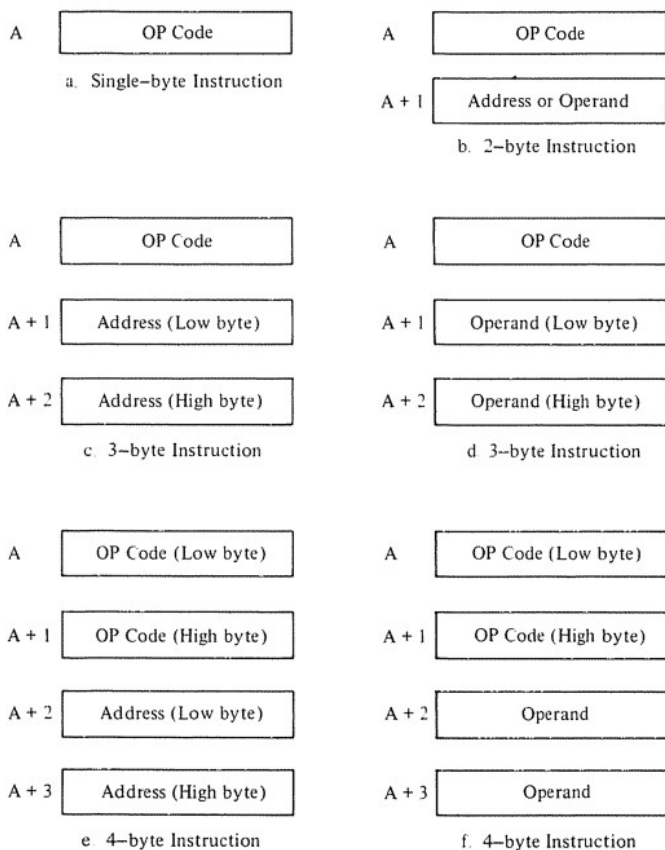 A OP Code
a. Single-byte Instruction
A OP Code
A + 1 Address or Operand
b. 2-byte Instruction
A OP Code
A + 1 Address (Low byte)
A + 2 Address (High byte)
c. 3-byte Instruction
A OP Code
A + 1 Operand (Low byte)
A + 2 Operand (High byte)
d 3-byte Instruction
A OP Code (Low byte)
A + 1 OP Code (High byte)
A + 2 Address (Low byte)
A + 3 Address (High byte)
e. 4-byte Instruction
A OP Code (Low byte)
A + 1 OP Code (High byte)
A + 2 Operand
A + 3 Operand
f. 4-byte Instruction